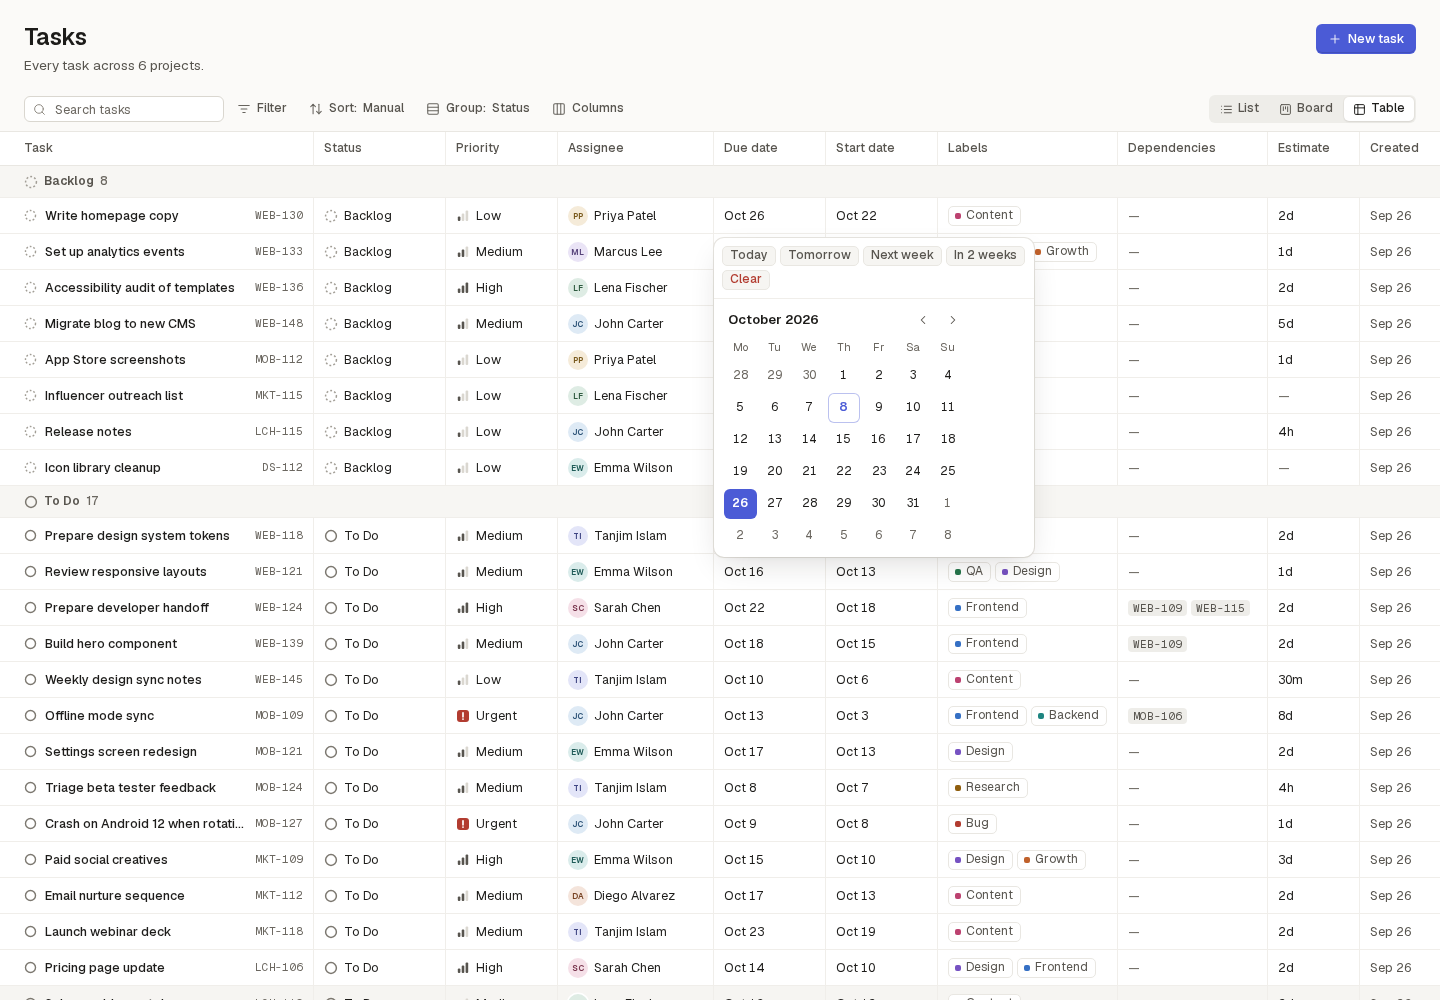 Tasks
New task
Every task across 6 projects.
Search tasks Filter Sort: Manual Group: Status Columns List Board Table
Task Status Priority Assignee Due date Start date Labels Dependencies Estimate Created
Backlog 8
Write homepage copy WEB-130 Backlog Low PP Priya Patel Oct 26 Oct 22 Content — 2d Sep 26
Set up analytics events WEB-133 Backlog Medium ML Marcus Lee Growth — 1d Sep 26
Accessibility audit of templates WEB-136 Backlog High LF Lena Fischer — 2d Sep 26
Migrate blog to new CMS WEB-148 Backlog Medium JC John Carter — 5d Sep 26
App Store screenshots MOB-112 Backlog Low PP Priya Patel — 1d Sep 26
Influencer outreach list MKT-115 Backlog Low LF Lena Fischer — — Sep 26
Release notes LCH-115 Backlog Low JC John Carter — 4h Sep 26
Icon library cleanup DS-112 Backlog Low EW Emma Wilson — — Sep 26
Today Tomorrow Next week In 2 weeks
Clear
October 2026
Mo Tu We Th Fr Sa Su
28 29 30 1 2 3 4
5 6 7 8 9 10 11
12 13 14 15 16 17 18
19 20 21 22 23 24 25
26 27 28 29 30 31 1
2 3 4 5 6 7 8
To Do 17
Prepare design system tokens WEB-118 To Do Medium TI Tanjim Islam — 2d Sep 26
Review responsive layouts WEB-121 To Do Medium EW Emma Wilson Oct 16 Oct 13 QA Design — 1d Sep 26
Prepare developer handoff WEB-124 To Do High SC Sarah Chen Oct 22 Oct 18 Frontend WEB-109 WEB-115 2d Sep 26
Build hero component WEB-139 To Do Medium JC John Carter Oct 18 Oct 15 Frontend WEB-109 2d Sep 26
Weekly design sync notes WEB-145 To Do Low TI Tanjim Islam Oct 10 Oct 6 Content — 30m Sep 26
Offline mode sync MOB-109 To Do Urgent JC John Carter Oct 13 Oct 3 Frontend Backend MOB-106 8d Sep 26
Settings screen redesign MOB-121 To Do Medium EW Emma Wilson Oct 17 Oct 13 Design — 2d Sep 26
Triage beta tester feedback MOB-124 To Do Medium TI Tanjim Islam Oct 8 Oct 7 Research — 4h Sep 26
Crash on Android 12 when rotati... MOB-127 To Do Urgent JC John Carter Oct 9 Oct 8 Bug — 1d Sep 26
Paid social creatives MKT-109 To Do High EW Emma Wilson Oct 15 Oct 10 Design Growth — 3d Sep 26
Email nurture sequence MKT-112 To Do Medium DA Diego Alvarez Oct 17 Oct 13 Content — 2d Sep 26
Launch webinar deck MKT-118 To Do Medium TI Tanjim Islam Oct 23 Oct 19 Content — 2d Sep 26
Pricing page update LCH-106 To Do High SC Sarah Chen Oct 14 Oct 10 Design Frontend — 2d Sep 26